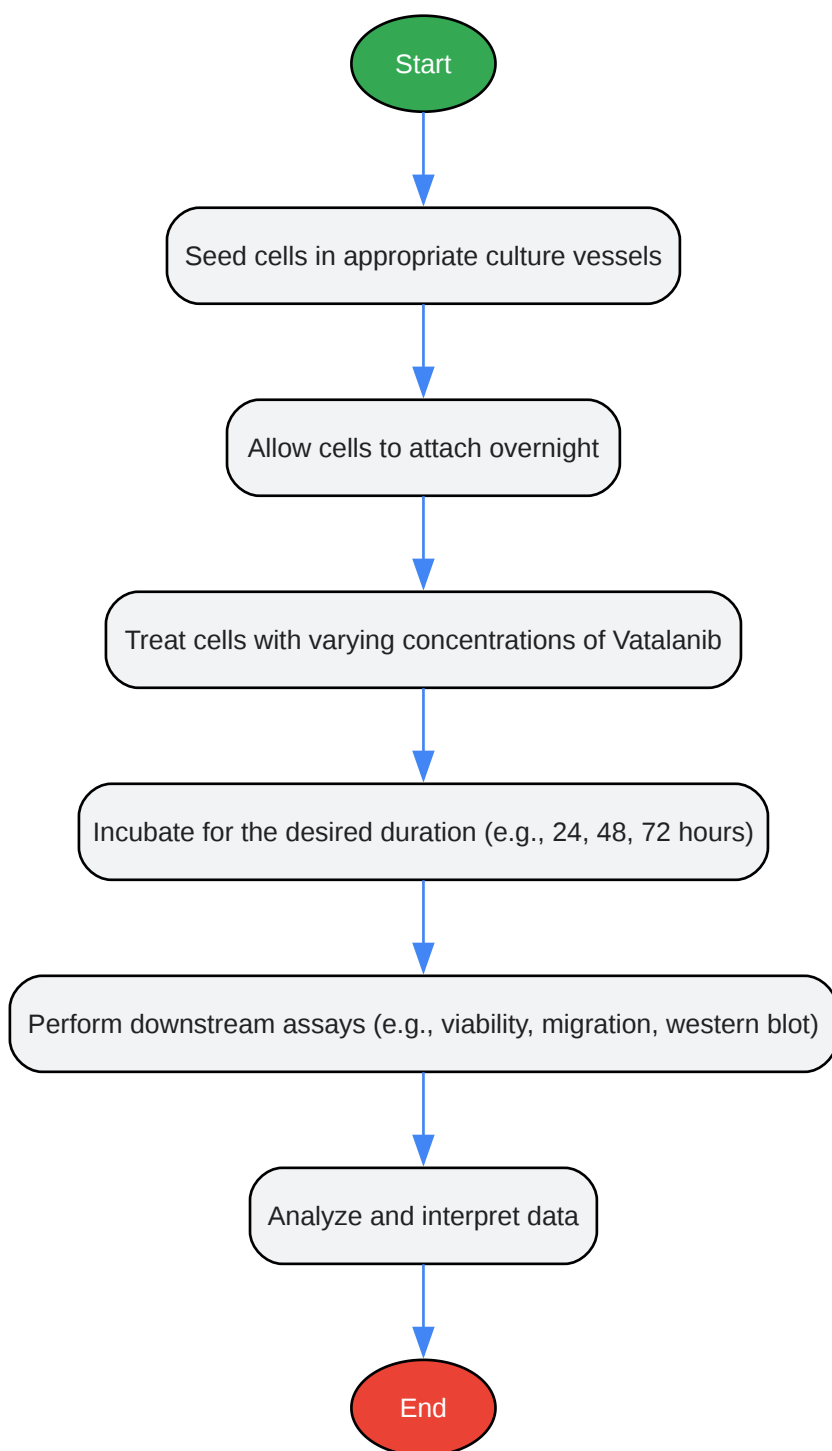 Start
Seed cells in appropriate culture vessels
Allow cells to attach overnight
Treat cells with varying concentrations of Vatalanib
Incubate for the desired duration (e.g., 24, 48, 72 hours)
Perform downstream assays (e.g., viability, migration, western blot)
Analyze and interpret data
End